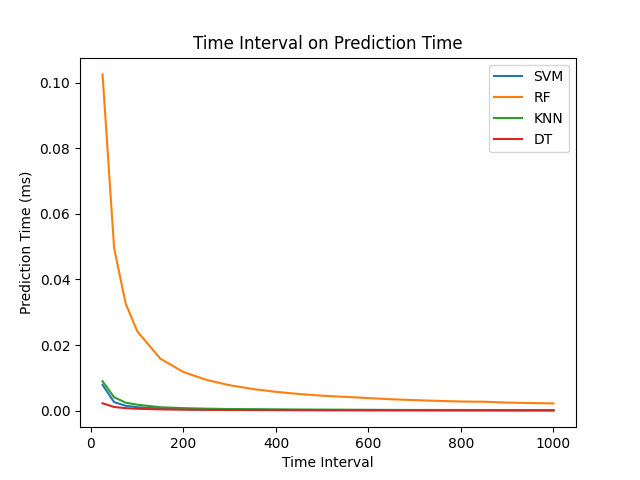 Time Interval on Prediction Time
SVM
RF
KNN
DT
Prediction Time (ms)
0.10
0.08
0.06
0.04
0.02
0.00
0 200 400 600 800 1000
Time Interval